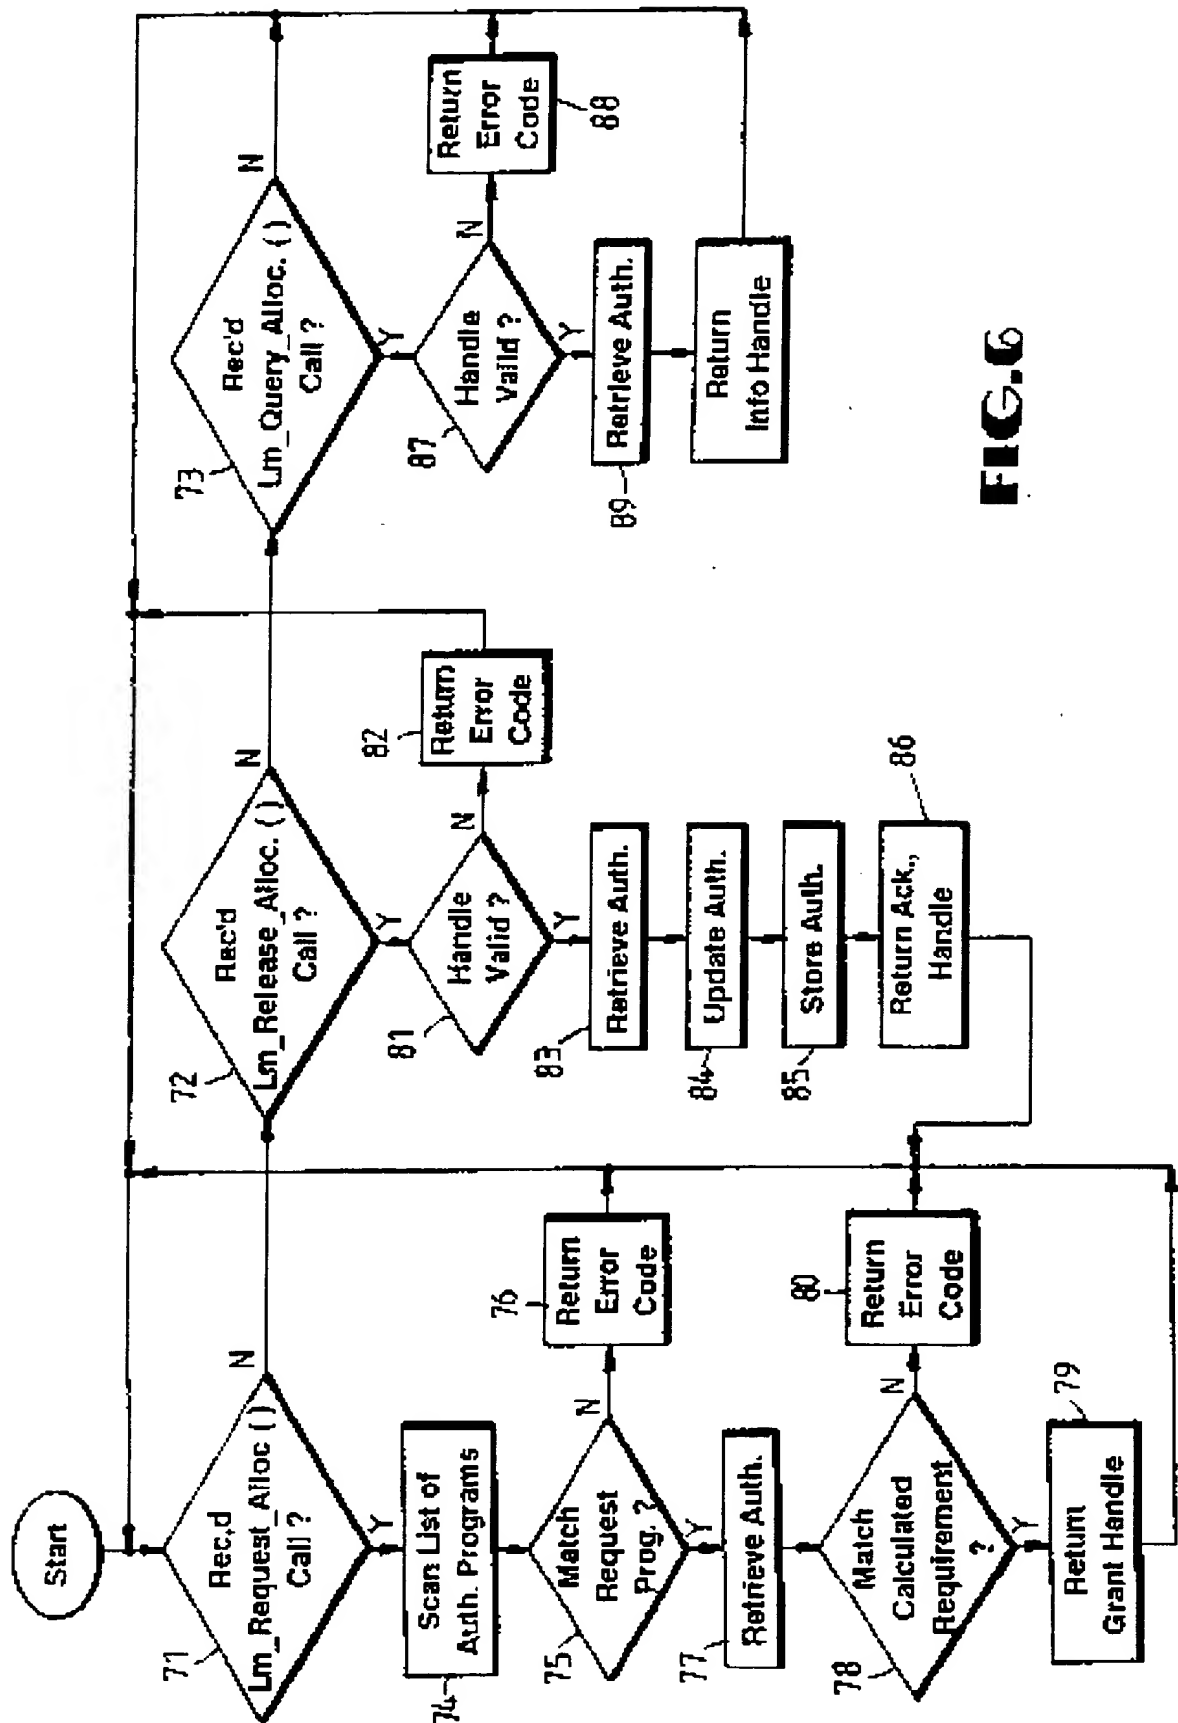 Start
71
Rec.d
Lm_Request_Alloc ()
Call ?
N
Y
74
Scan List of
Auth. Programs
75
Match
Request
Prog. ?
N
Y
76
Return
Error
Code
77
Retrieve Auth.
78
Match
Calculated
Requirement
?
N
Y
80
Return
Error
Code
79
Return
Grant Handle
72
Rec'd
Lm_Release_Alloc. ()
Call ?
N
Y
81
Handle
Valid ?
N
Y
82
Return
Error
Code
83
Retrieve Auth.
84
Update Auth.
85
Store Auth.
86
Return Ack.,
Handle
73
Rec'd
Lm_Query_Alloc. ()
Call ?
N
Y
87
Handle
Valid ?
N
Y
88
Return
Error
Code
89
Retrieve Auth.
Return
Info Handle
FIG.6